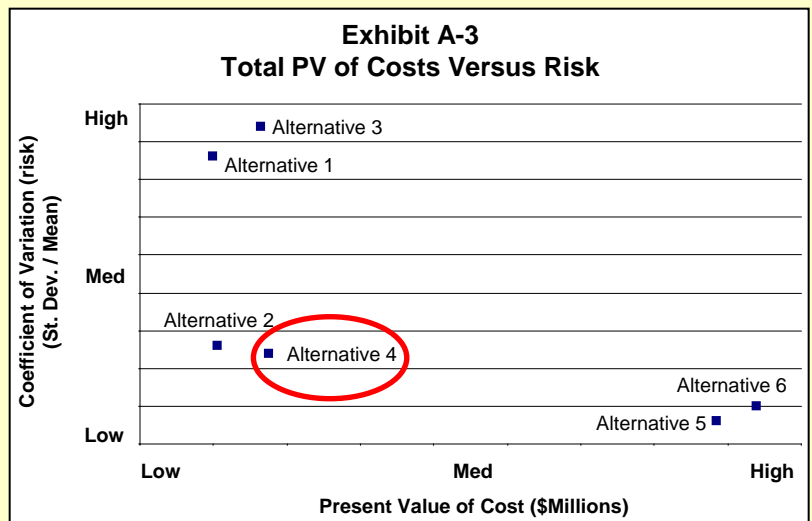 Exhibit A-3
Total PV of Costs Versus Risk
Coefficient of Variation (risk)
(St. Dev. / Mean)
High
Med
Low
Alternative 3
Alternative 1
Alternative 2
Alternative 4
Alternative 6
Alternative 5
Low
Med
High
Present Value of Cost ($Millions)